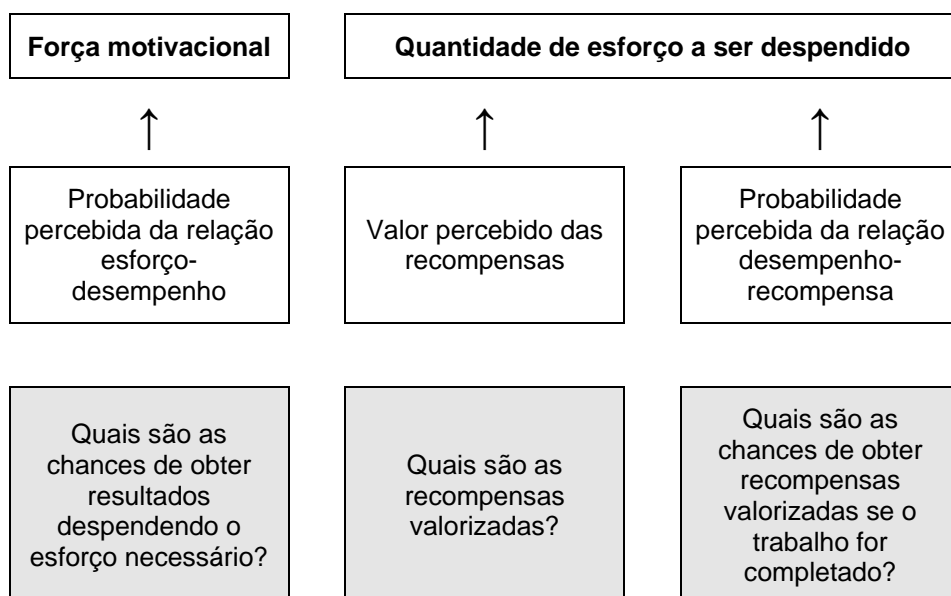 Força motivacional
Quantidade de esforço a ser despendido
↑
↑
↑
Probabilidade
percebida da relação
esforço-
desempenho
Valor percebido das
recompensas
Probabilidade
percebida da relação
desempenho-
recompensa
Quais são as
chances de obter
resultados
despendendo o
esforço necessário?
Quais são as
recompensas
valorizadas?
Quais são as
chances de obter
recompensas
valorizadas se o
trabalho for
completado?